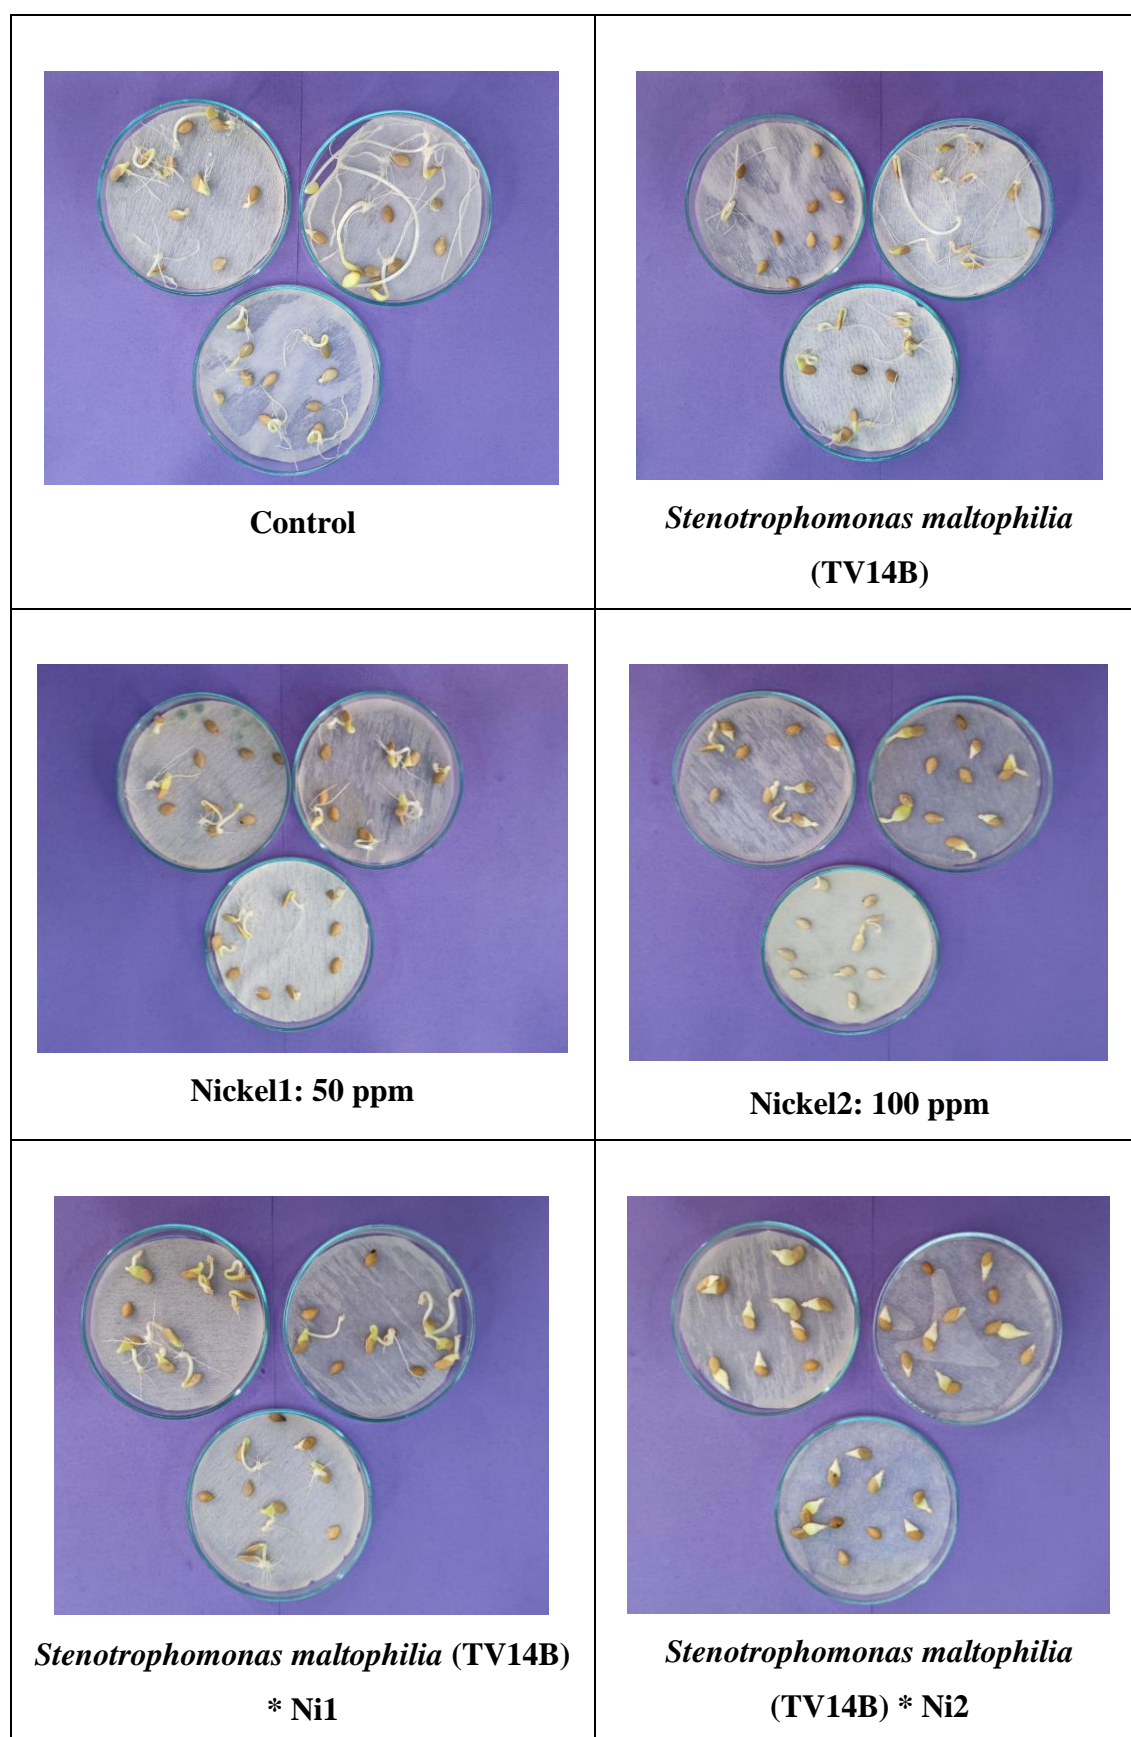 Control
Stenotrophomonas maltophilia
(TV14B)
Nickel1: 50 ppm
Nickel2: 100 ppm
Stenotrophomonas maltophilia (TV14B)
* Ni1
Stenotrophomonas maltophilia
(TV14B) * Ni2